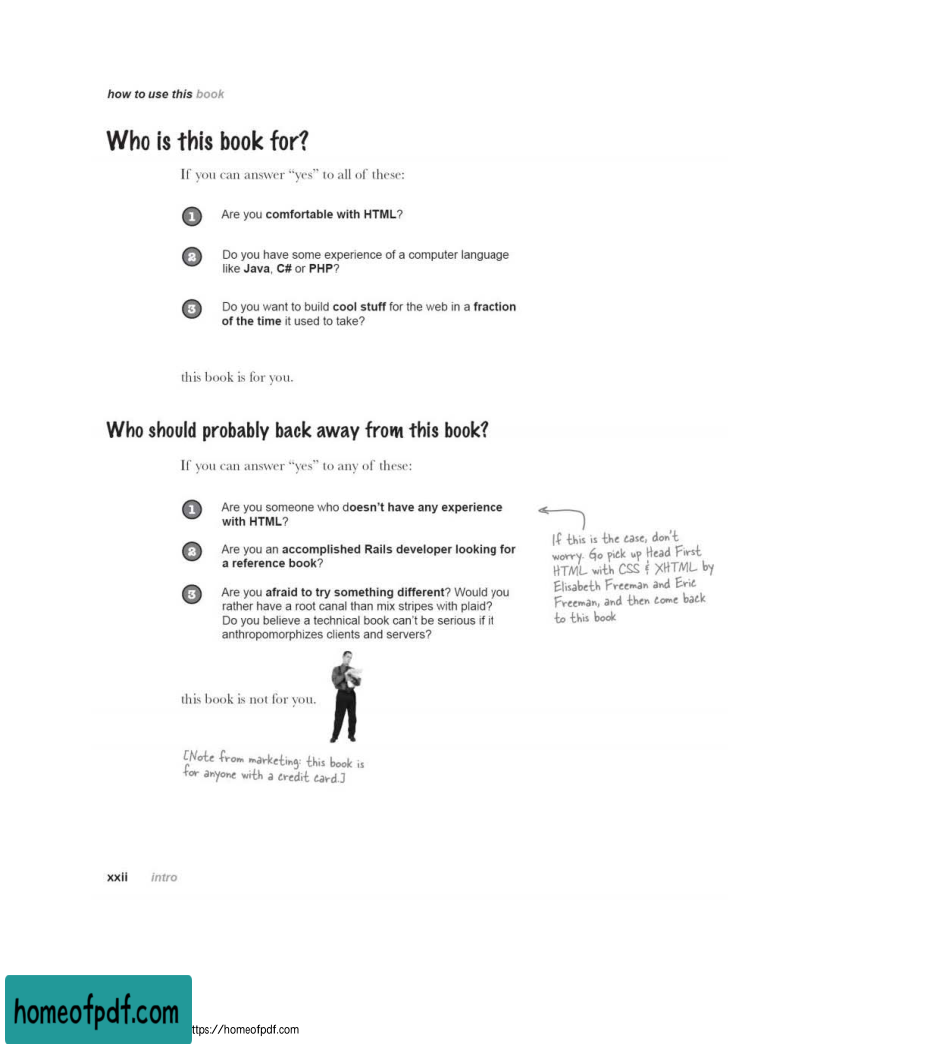 how to use this book
Who is this book for?
If you can answer “yes” to all of these:
1 Are you comfortable with HTML?
2 Do you have some experience of a computer language
like Java, C# or PHP?
3 Do you want to build cool stuff for the web in a fraction
of the time it used to take?
this book is for you.
Who should probably back away from this book?
If you can answer “yes” to any of these:
1 Are you someone who doesn’t have any experience
with HTML?
2 Are you an accomplished Rails developer looking for
a reference book?
3 Are you afraid to try something different? Would you
rather have a root canal than mix stripes with plaid?
Do you believe a technical book can’t be serious if it
anthropomorphizes clients and servers?
If this is the case, don’t
worry. Go pick up Head First
HTML with CSS & XHTML by
Elisabeth Freeman and Eric
Freeman, and then come back
to this book
this book is not for you.
[Note from marketing: this book is
for anyone with a credit card.]
xxii intro
homeofpdf.com
ttps://homeofpdf.com